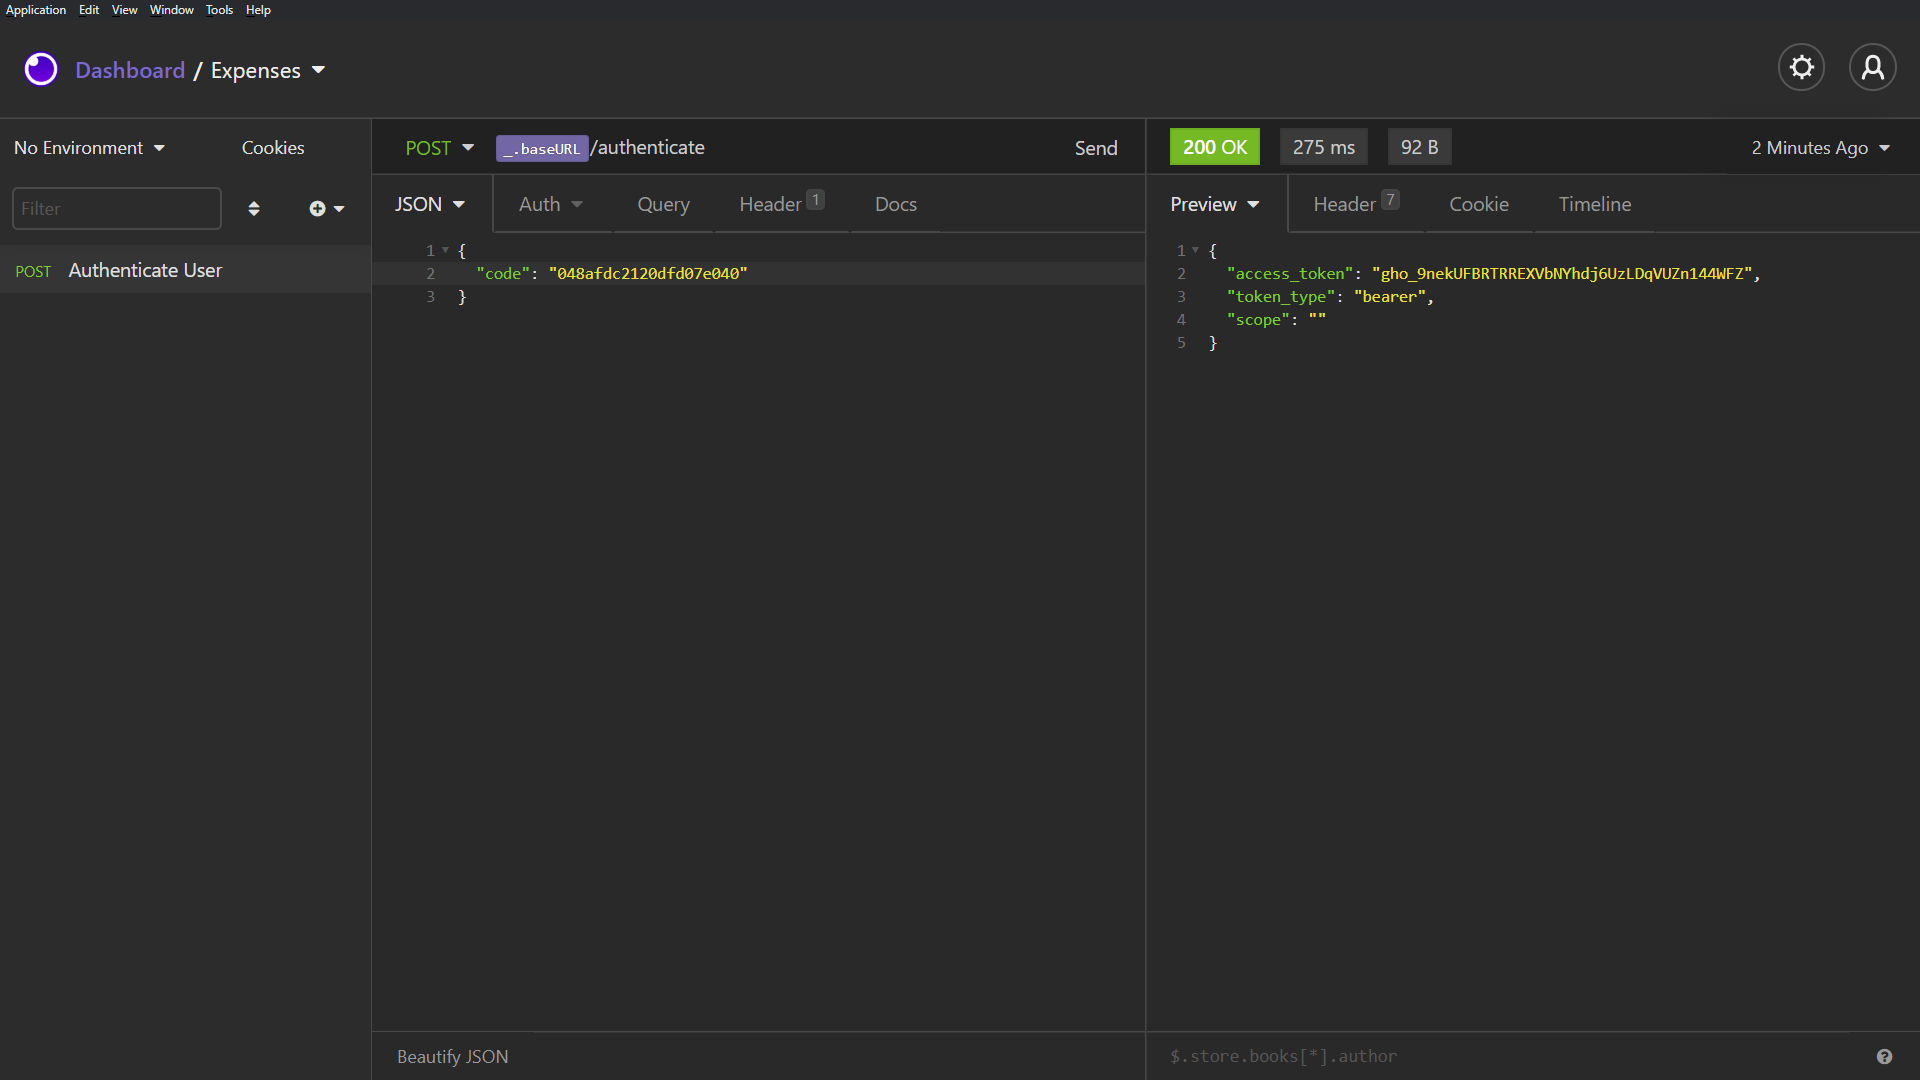 Application Edit View Window Tools Help
Dashboard / Expenses
No Environment Cookies
Filter
POST Authenticate User
POST _.baseURL/authenticate Send
JSON Auth Query Header 1 Docs
1 {
2 "code": "048afdc2120dfd07e040"
3 }
Beautify JSON
200 OK 275 ms 92 B 2 Minutes Ago
Preview Header 7 Cookie Timeline
1 {
2 "access_token": "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",
3 "token_type": "bearer",
4 "scope": ""
5 }
$.store.books[*].author